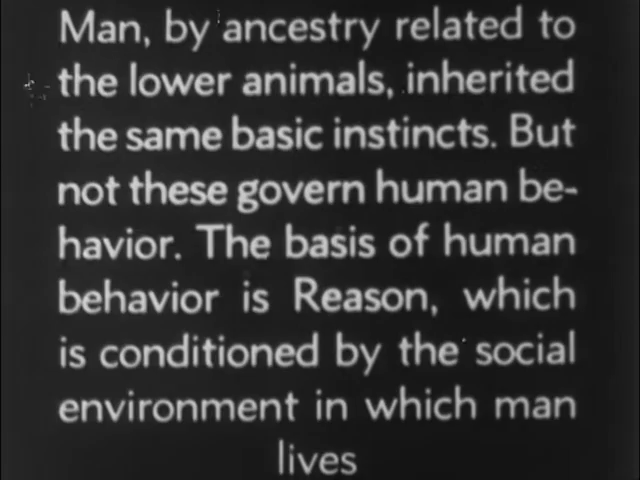 Man, by ancestry related to
the lower animals, inherited
the same basic instincts. But
not these govern human be-
havior. The basis of human
behavior is Reason, which
is conditioned by the social
environment in which man
lives